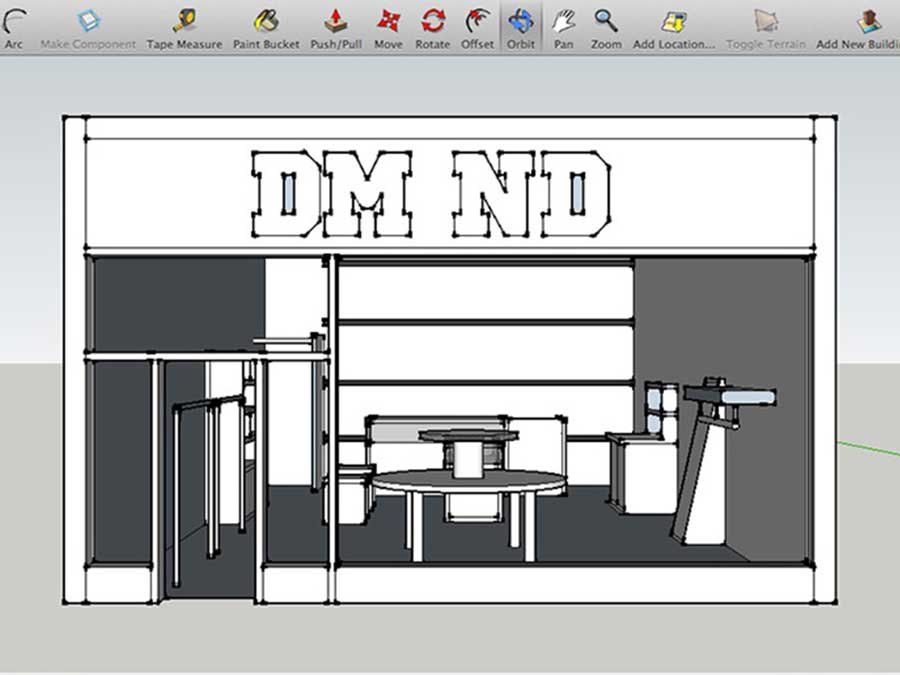 Arc Make Component Tape Measure Paint Bucket Push/Pull Move Rotate Offset Orbit Pan Zoom Add Location... Toggle Terrain Add New Buildi
DM ND